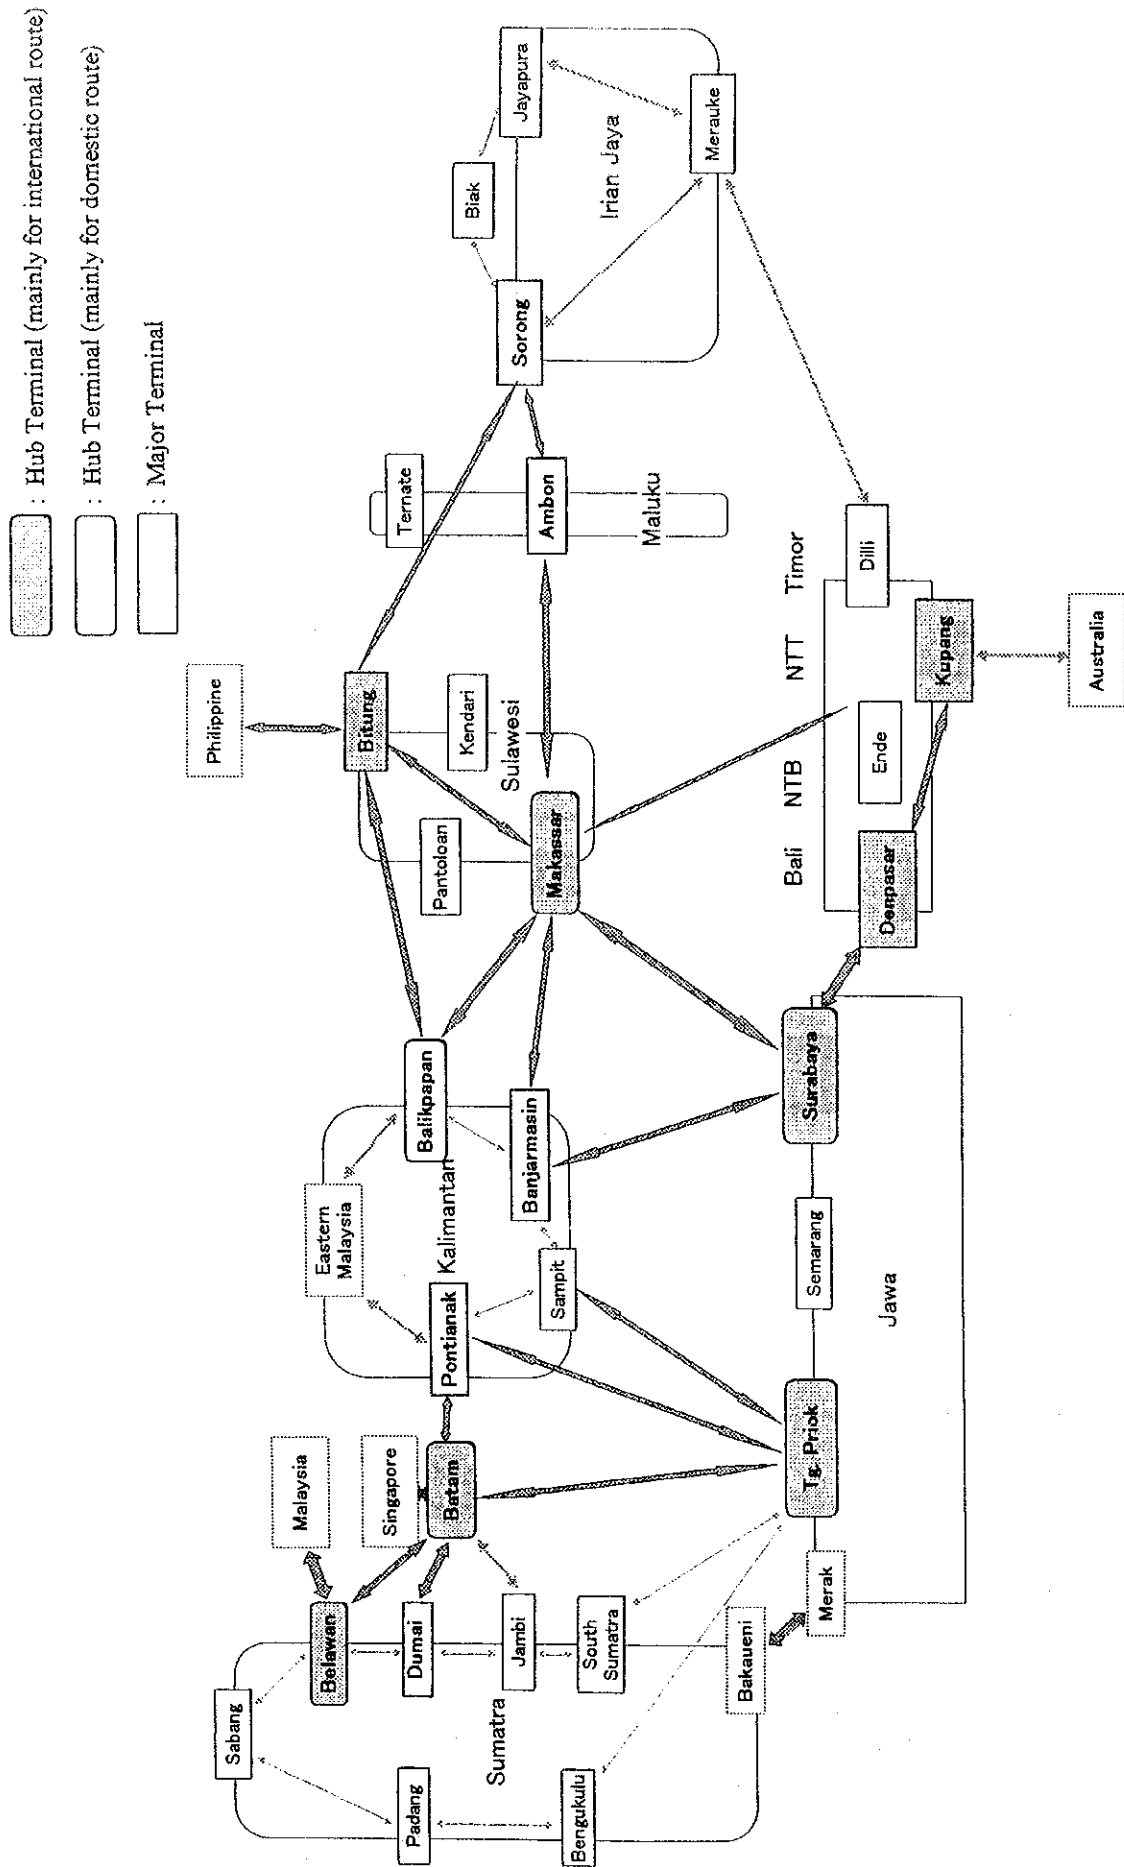 : Hub Terminal (mainly for international route)
: Hub Terminal (mainly for domestic route)
: Major Terminal
Sabang
Padang
Bengukulu
Sumatra
Belawan
Dumai
Jambi
South
Sumatra
Bakaueni
Malaysia
Singapore
Batam
Merak
Tg. Priok
Semarang
Surabaya
Jawa
Eastern
Malaysia
Pontianak
Kalimantan
Balikpapan
Sampit
Banjarmasin
Philippine
Bitung
Pantoloan
Kendari
Sulawesi
Makassar
Bali
NTB
NTT
Timor
Denpasar
Ende
Kupang
Dilli
Australia
Ternate
Ambon
Maluku
Sorong
Biak
Jayapura
Irian Jaya
Merauke